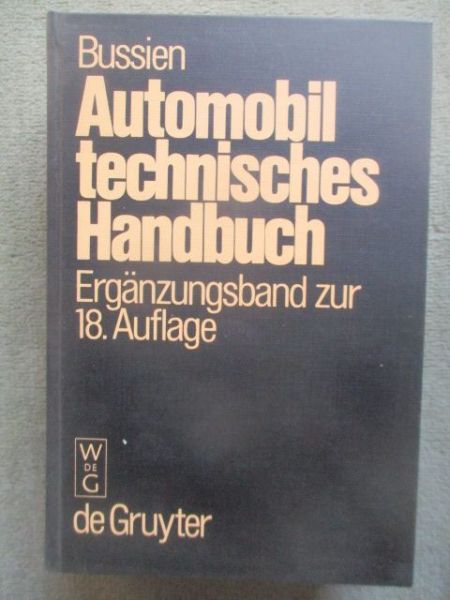 Bussien
Automobil
technisches
Handbuch
Ergänzungsband zur
18. Auflage
W
DE
G
de Gruyter